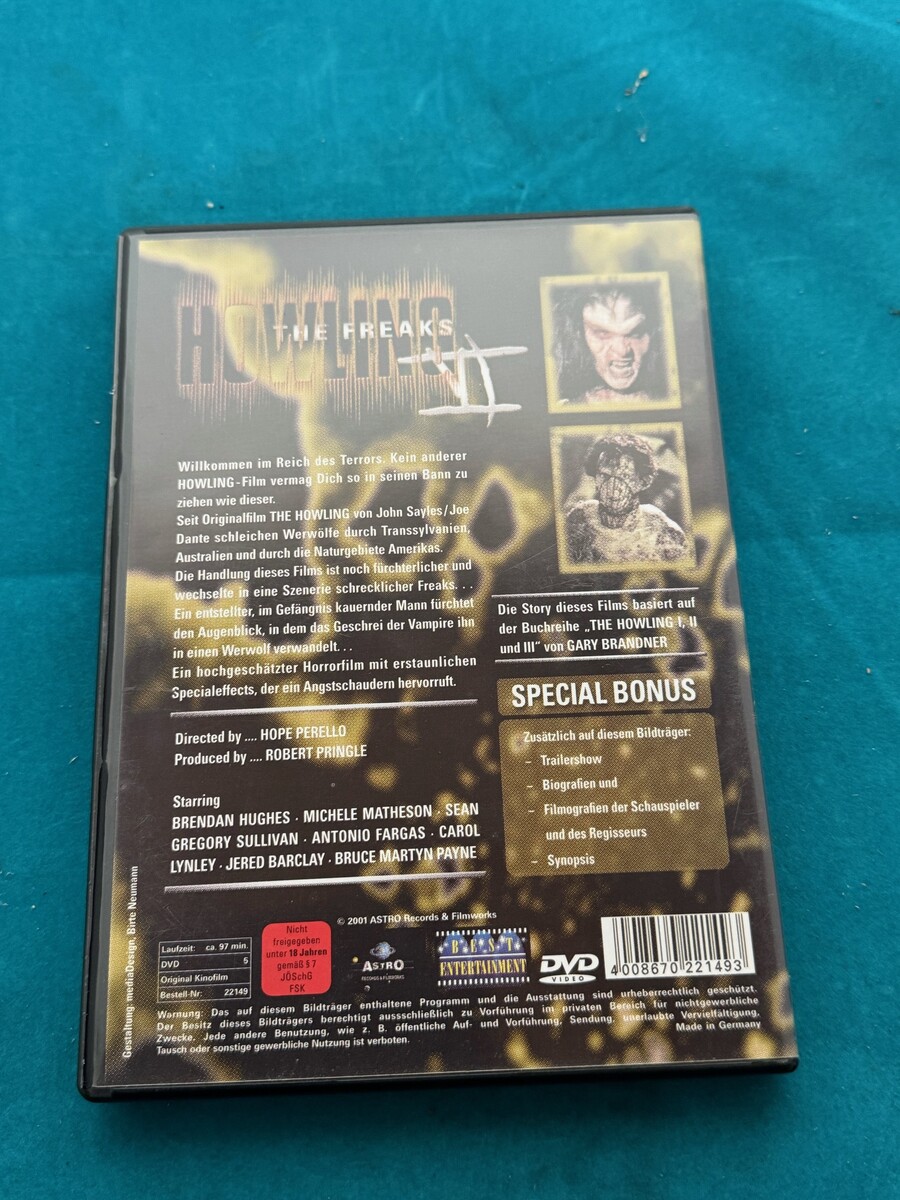 HOWLING
THE FREAKS
VI
Willkommen im Reich des Terrors. Kein anderer
HOWLING-Film vermag Dich so in seinen Bann zu
ziehen wie dieser.
Seit Originalfilm THE HOWLING von John Sayles/Joe
Dante schleichen Werwölfe durch Transsylvanien,
Australien und durch die Naturgebiete Amerikas.
Die Handlung dieses Films ist noch fürchterlicher und
wechselte in eine Szenerie schrecklicher Freaks. . .
Ein entstellter, im Gefängnis kauernder Mann fürchtet
den Augenblick, in dem das Geschrei der Vampire ihn
in einen Werwolf verwandelt. . .
Ein hochgeschätzter Horrorfilm mit erstaunlichen
Specialeffects, der ein Angstschaudern hervorruft.
Directed by .... HOPE PERELLO
Produced by .... ROBERT PRINGLE
Starring
BRENDAN HUGHES · MICHELE MATHESON · SEAN
GREGORY SULLIVAN · ANTONIO FARGAS · CAROL
LYNLEY · JERED BARCLAY · BRUCE MARTYN PAYNE
Die Story dieses Films basiert auf
der Buchreihe „THE HOWLING I, II
und III" von GARY BRANDNER
SPECIAL BONUS
Zusätzlich auf diesem Bildträger:
– Trailershow
– Biografien und
– Filmografien der Schauspieler
und des Regisseurs
– Synopsis
Gestaltung: mediaDesign, Birte Neumann
© 2001 ASTRO Records & Filmworks
Laufzeit: ca. 97 min.
DVD 5
Original Kinofilm
Bestell-Nr: 22149
Nicht
freigegeben
unter 18 Jahren
gemäß § 7
JÖSchG
FSK
ASTRO
RECORDS & FILMWORKS
BEST
ENTERTAINMENT
DVD
VIDEO
4 008670 221493
Warnung: Das auf diesem Bildträger enthaltene Programm und die Ausstattung sind urheberrechtlich geschützt.
Der Besitz dieses Bildträgers berechtigt aussschließlich zu Vorführung im privaten Bereich für nichtgewerbliche
Zwecke. Jede andere Benutzung, wie z. B. öffentliche Auf- und Vorführung, Sendung, unerlaubte Vervielfältigung,
Tausch oder sonstige gewerbliche Nutzung ist verboten.
Made in Germany